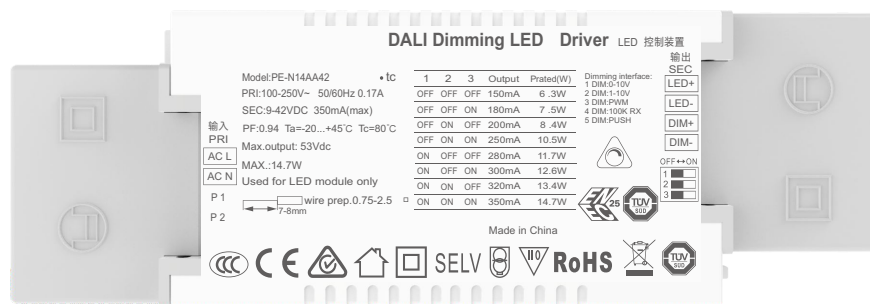 DALI Dimming LED Driver LED 控制装置
Model:PE-N14AA42 •tc
PRI:100-250V~ 50/60Hz 0.17A
SEC:9-42VDC 350mA(max)
PF:0.94 Ta=-20...+45°C Tc=80°C
Max.output: 53Vdc
MAX.:14.7W
Used for LED module only
wire prep.0.75-2.5
7-8mm
输入
PRI
AC L
AC N
P 1
P 2
1 2 3 Output Prated(W)
OFF OFF OFF 150mA 6 .3W
OFF OFF ON 180mA 7 .5W
OFF ON OFF 200mA 8 .4W
OFF ON ON 250mA 10.5W
ON OFF OFF 280mA 11.7W
ON OFF ON 300mA 12.6W
ON ON OFF 320mA 13.4W
ON ON ON 350mA 14.7W
Dimming interface:
1 DIM:0-10V
2 DIM:1-10V
3 DIM:PWM
4 DIM:100K RX
5 DIM:PUSH
输出
SEC
LED+
LED-
DIM+
DIM-
OFF↔ON
1
2
3
ENEC 25
TÜV
SÜD
Made in China
CCC CE SELV 110 RoHS
TÜV
SÜD